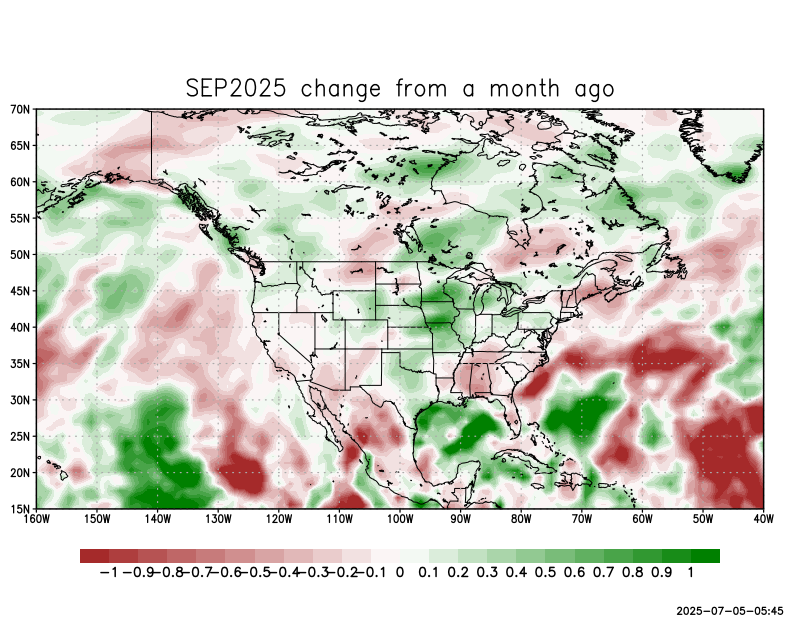 SEP2025 change from a month ago
70N
65N
60N
55N
50N
45N
40N
35N
30N
25N
20N
15N
160W 150W 140W 130W 120W 110W 100W 90W 80W 70W 60W 50W 40W
-1 -0.9 -0.8 -0.7 -0.6 -0.5 -0.4 -0.3 -0.2 -0.1 0 0.1 0.2 0.3 0.4 0.5 0.6 0.7 0.8 0.9 1
2025-07-05-05:45